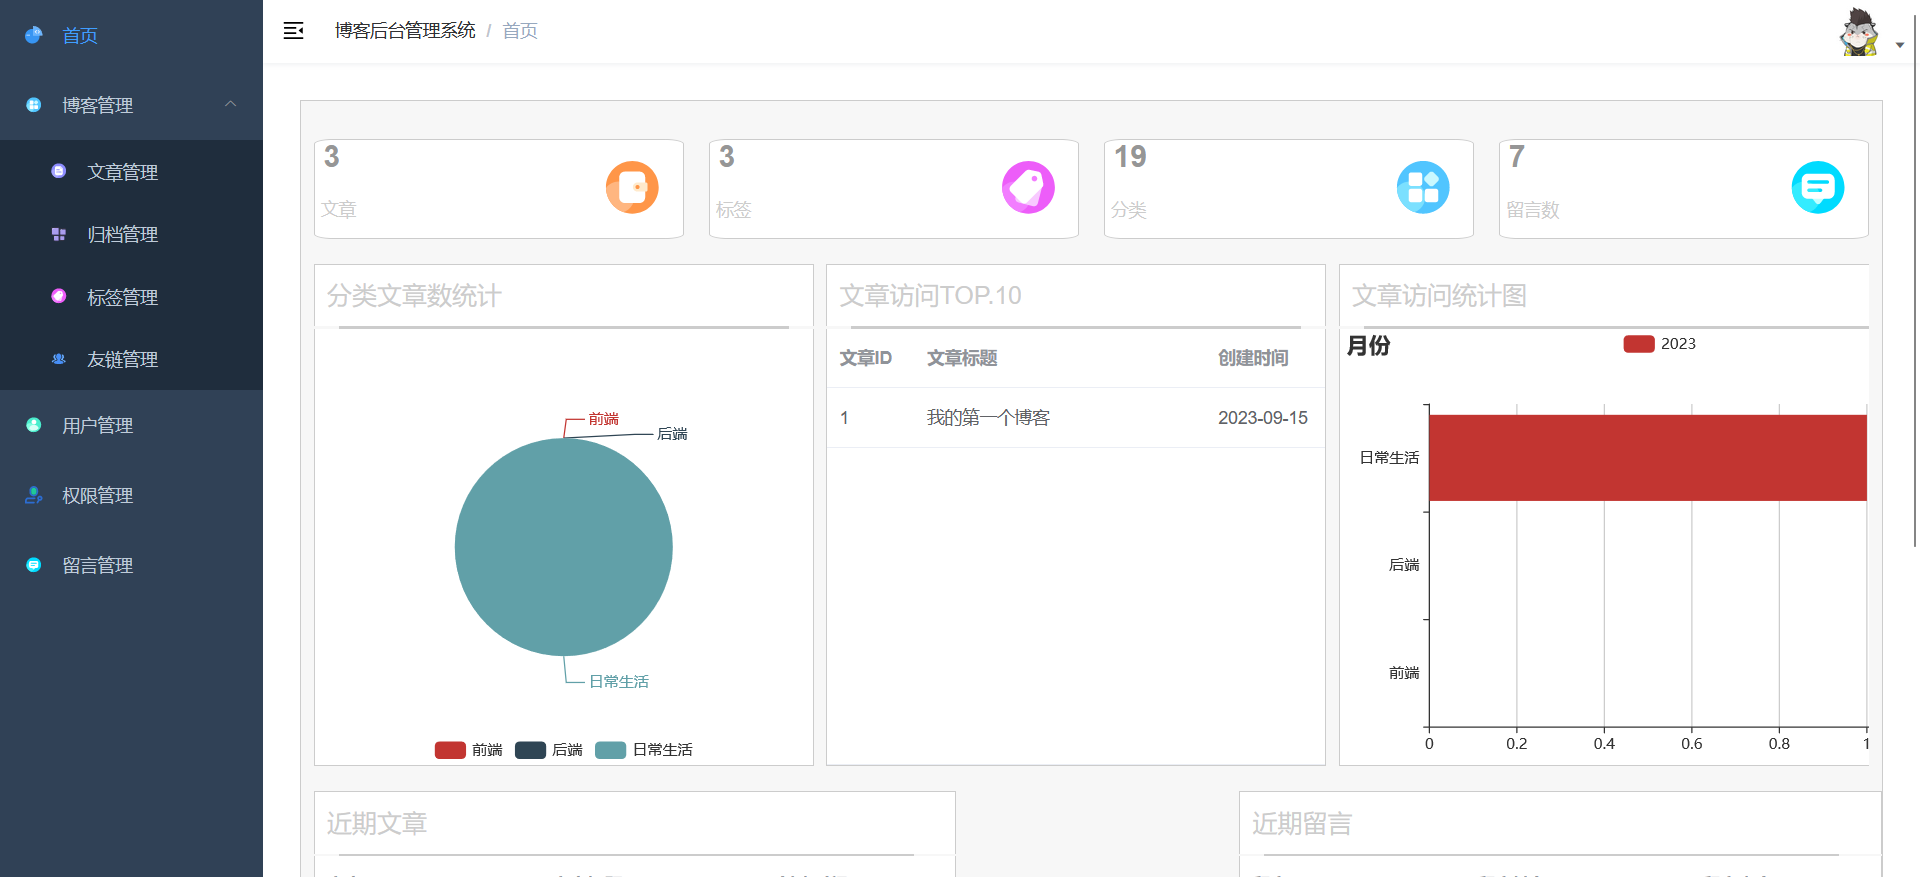 首页
博客管理
文章管理
归档管理
标签管理
友链管理
用户管理
权限管理
留言管理
博客后台管理系统 / 首页
3
文章
3
标签
19
分类
7
留言数
分类文章数统计
前端
后端
日常生活
前端 后端 日常生活
文章访问TOP.10
文章ID 文章标题 创建时间
1 我的第一个博客 2023-09-15
文章访问统计图
月份
2023
日常生活
后端
前端
0 0.2 0.4 0.6 0.8 1
近期文章
近期留言